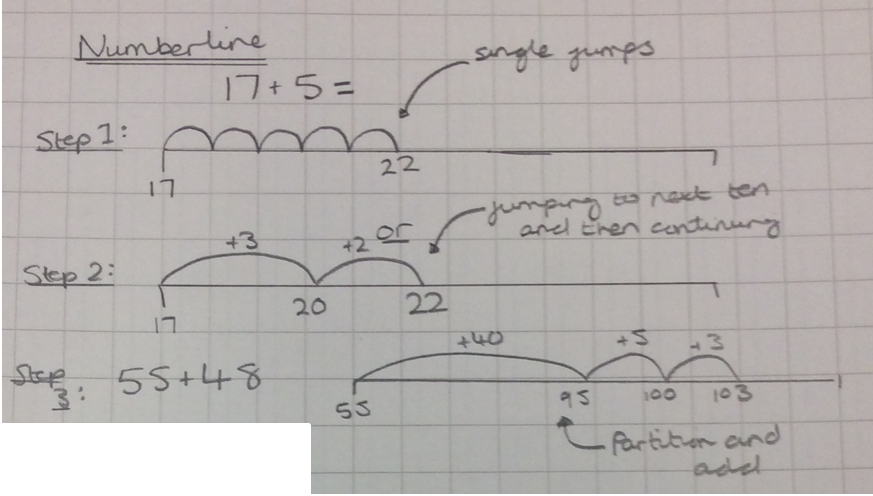 Numberline
17 + 5 =
single jumps
Step 1:
17
22
jumping to next ten
and then continuing
+3
+2 or
Step 2:
17
20
22
+40
+5
+3
Step
3:
55+48
55
95
100
103
Partition and
add